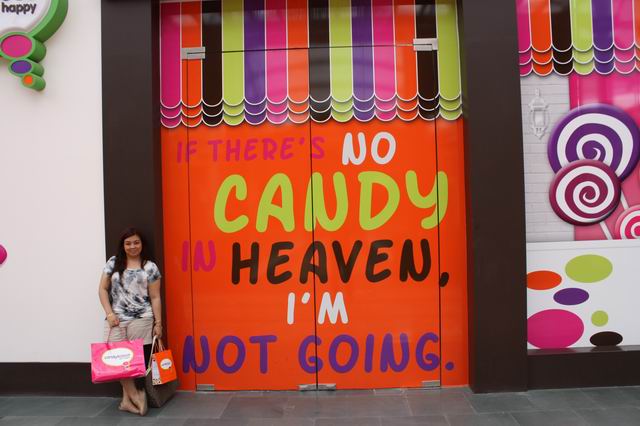 happy
IF THERE'S NO
CANDY
IN HEAVEN,
I'M
NOT GOING.